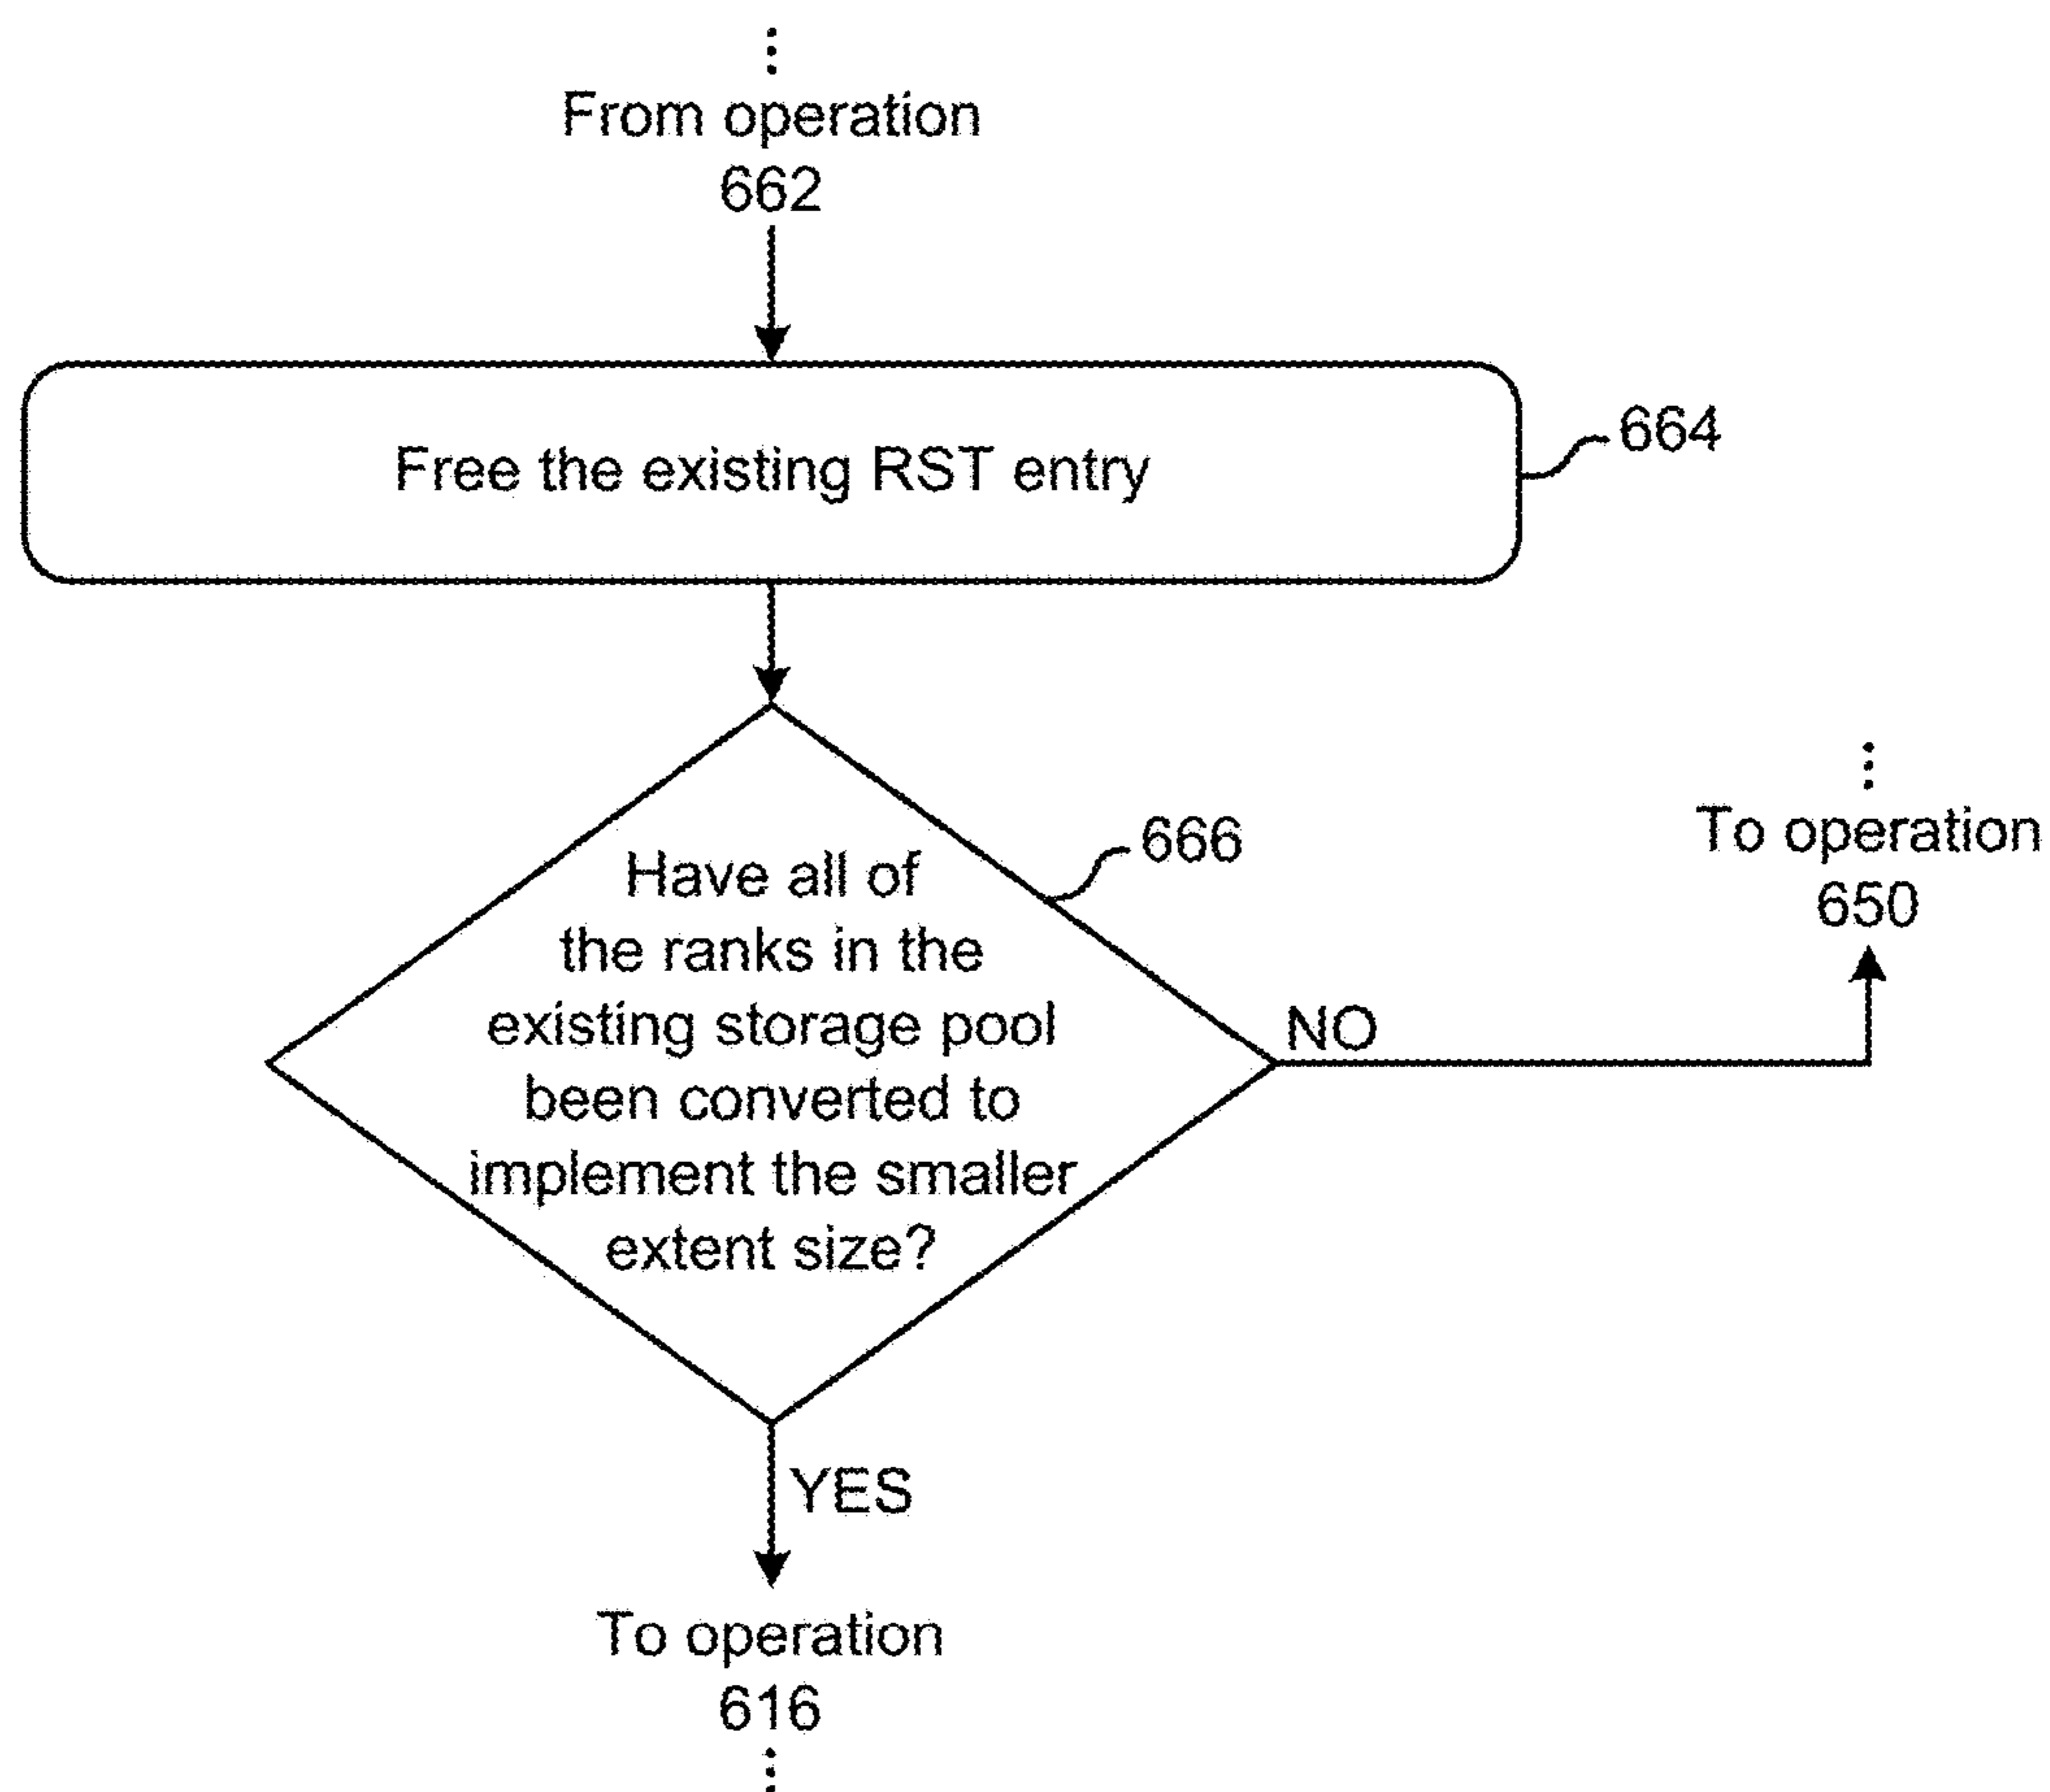 From operation
662
Free the existing RST entry
664
Have all of
the ranks in the
existing storage pool
been converted to
implement the smaller
extent size?
666
NO
To operation
650
YES
To operation
616